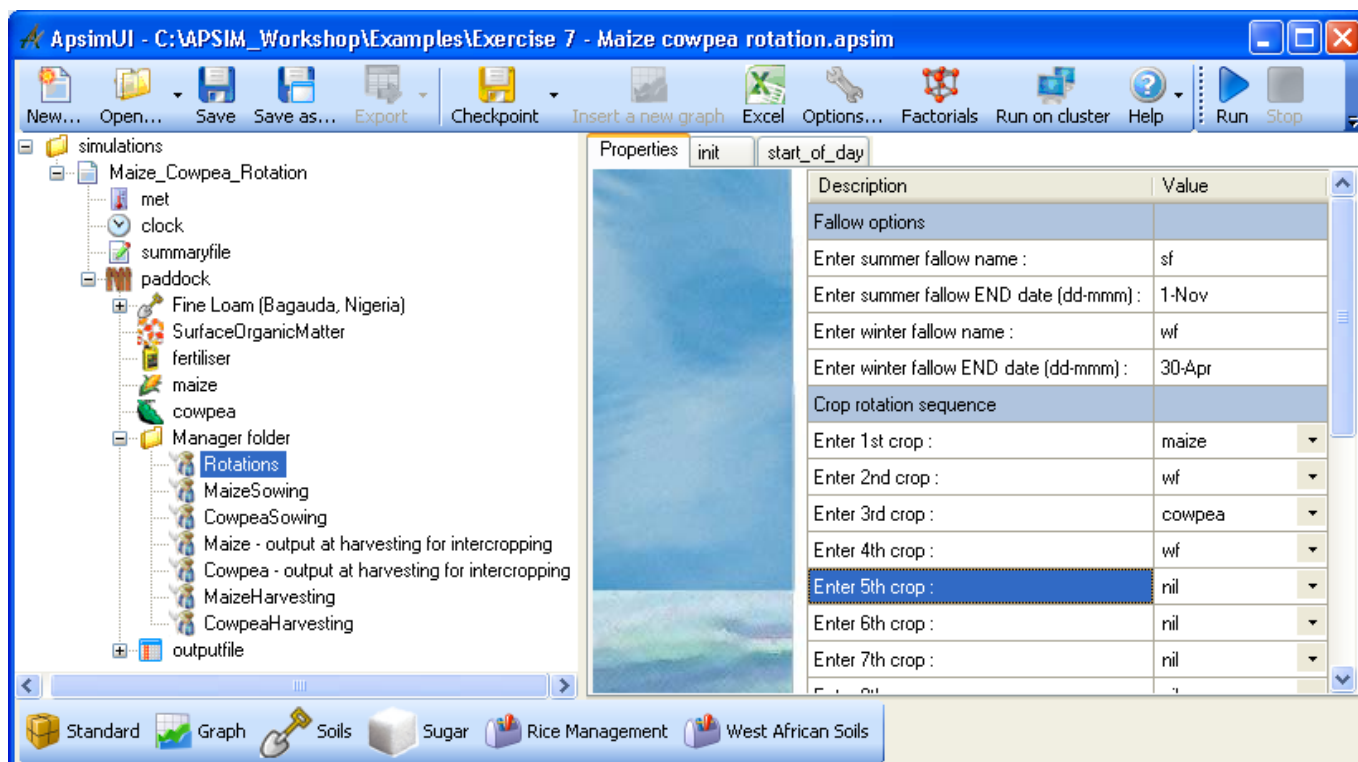 ApsimUI - C:\APSIM_Workshop\Examples\Exercise 7 - Maize cowpea rotation.apsim
New... Open... Save Save as... Export Checkpoint Insert a new graph Excel Options... Factorials Run on cluster Help Run Stop
simulations
Maize_Cowpea_Rotation
met
clock
summaryfile
paddock
Fine Loam (Bagauda, Nigeria)
SurfaceOrganicMatter
fertiliser
maize
cowpea
Manager folder
Rotations
MaizeSowing
CowpeaSowing
Maize - output at harvesting for intercropping
Cowpea - output at harvesting for intercropping
MaizeHarvesting
CowpeaHarvesting
outputfile
Properties init start_of_day
Description Value
Fallow options
Enter summer fallow name : sf
Enter summer fallow END date (dd-mmm) : 1-Nov
Enter winter fallow name : wf
Enter winter fallow END date (dd-mmm) : 30-Apr
Crop rotation sequence
Enter 1st crop : maize
Enter 2nd crop : wf
Enter 3rd crop : cowpea
Enter 4th crop : wf
Enter 5th crop : nil
Enter 6th crop : nil
Enter 7th crop : nil
Standard Graph Soils Sugar Rice Management West African Soils